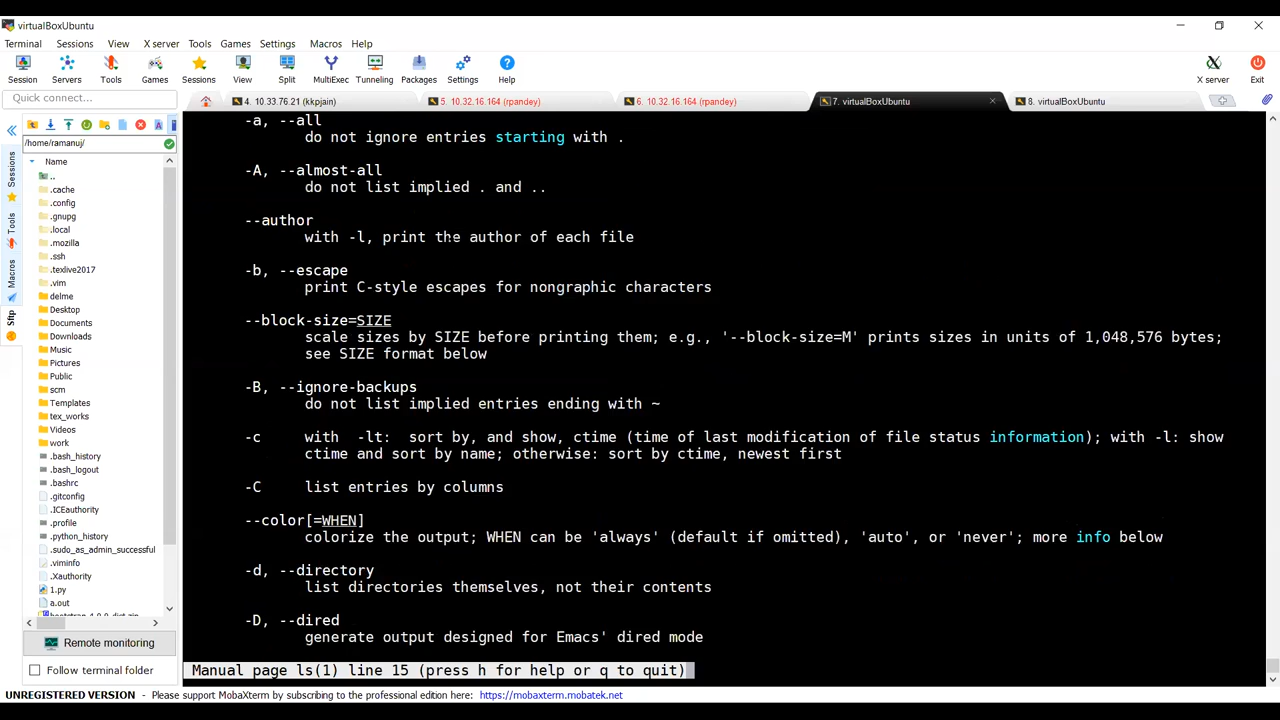 virtualBoxUbuntu
Terminal Sessions View X server Tools Games Settings Macros Help
Session Servers Tools Games Sessions View Split MultiExec Tunneling Packages Settings Help X server Exit
Quick connect...
4. 10.33.76.21 (kkpjain) 5. 10.32.16.164 (rpandey) 6. 10.32.16.164 (rpandey) 7. virtualBoxUbuntu 8. virtualBoxUbuntu
Sessions
Tools
Macros
Sftp
/home/ramanuj/
Name
..
.cache
.config
.gnupg
.local
.mozilla
.ssh
.texlive2017
.vim
delme
Desktop
Documents
Downloads
Music
Pictures
Public
scm
Templates
tex_works
Videos
work
.bash_history
.bash_logout
.bashrc
.gitconfig
.ICEauthority
.profile
.python_history
.sudo_as_admin_successful
.viminfo
.Xauthority
1.py
a.out
Remote monitoring
Follow terminal folder
-a, --all
do not ignore entries starting with .
-A, --almost-all
do not list implied . and ..
--author
with -l, print the author of each file
-b, --escape
print C-style escapes for nongraphic characters
--block-size=SIZE
scale sizes by SIZE before printing them; e.g., '--block-size=M' prints sizes in units of 1,048,576 bytes;
see SIZE format below
-B, --ignore-backups
do not list implied entries ending with ~
-c with -lt: sort by, and show, ctime (time of last modification of file status information); with -l: show
ctime and sort by name; otherwise: sort by ctime, newest first
-C list entries by columns
--color[=WHEN]
colorize the output; WHEN can be 'always' (default if omitted), 'auto', or 'never'; more info below
-d, --directory
list directories themselves, not their contents
-D, --dired
generate output designed for Emacs' dired mode
Manual page ls(1) line 15 (press h for help or q to quit)
UNREGISTERED VERSION - Please support MobaXterm by subscribing to the professional edition here: https://mobaxterm.mobatek.net